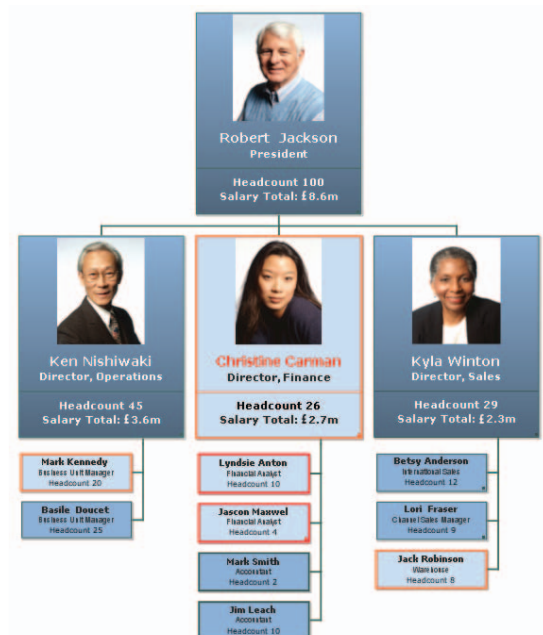 Robert Jackson
President
Headcount 100
Salary Total: £8.6m
Ken Nishiwaki
Director, Operations
Headcount 45
Salary Total: £3.6m
Christine Carman
Director, Finance
Headcount 26
Salary Total: £2.7m
Kyla Winton
Director, Sales
Headcount 29
Salary Total: £2.3m
Mark Kennedy
Business Unit Manager
Headcount 20
Basile Doucet
Business Unit Manager
Headcount 25
Lyndsie Anton
Financial Analyst
Headcount 10
Jascon Maxwel
Financial Analyst
Headcount 4
Mark Smith
Accountant
Headcount 2
Jim Leach
Accountant
Headcount 10
Betsy Anderson
International Sales
Headcount 12
Lori Fraser
Channel Sales Manager
Headcount 9
Jack Robinson
Warehouse
Headcount 8